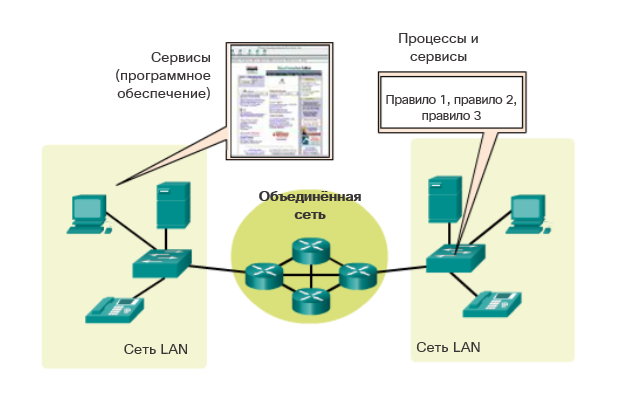 Сервисы
(программное
обеспечение)
Процессы и
сервисы
Правило 1, правило 2,
правило 3
Объединённая
сеть
Сеть LAN
Сеть LAN